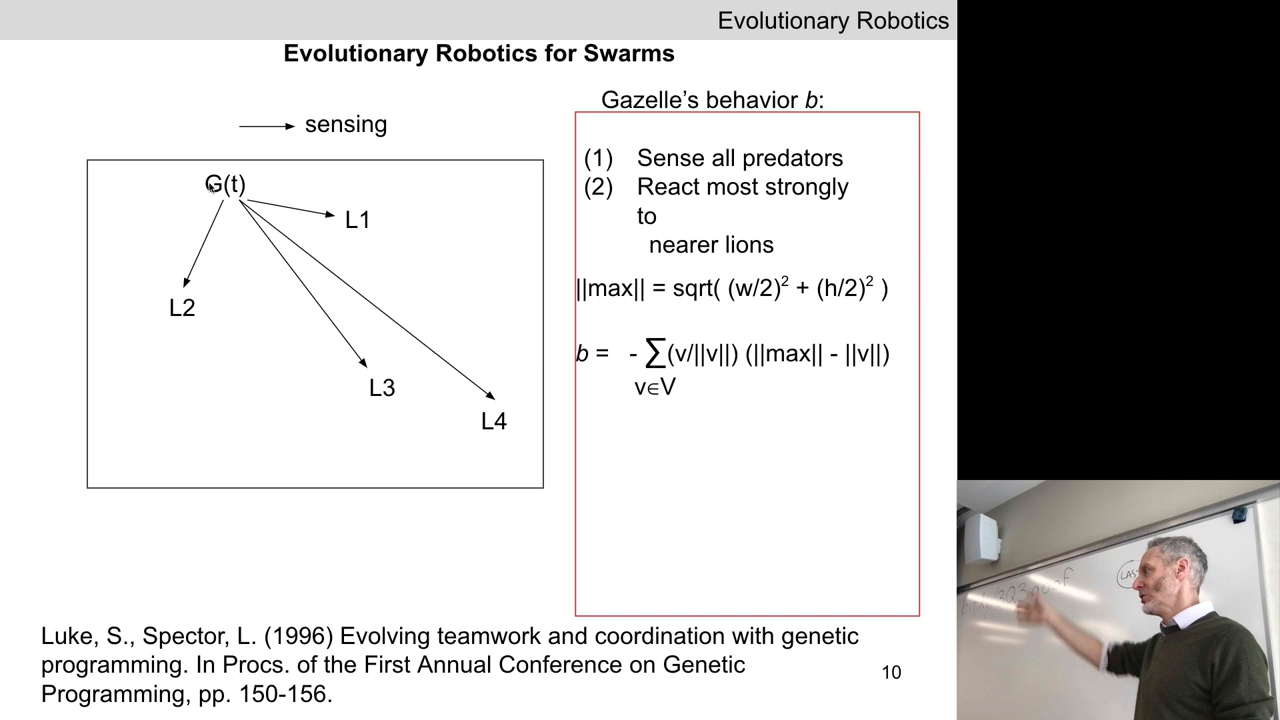 Evolutionary Robotics
Evolutionary Robotics for Swarms
sensing
G(t)
L1
L2
L3
L4
Gazelle’s behavior b:
(1) Sense all predators
(2) React most strongly
to
nearer lions
||max|| = sqrt( (w/2)² + (h/2)² )
b = - ∑(v/||v||) (||max|| - ||v||)
v∈V
Luke, S., Spector, L. (1996) Evolving teamwork and coordination with genetic
programming. In Procs. of the First Annual Conference on Genetic
Programming, pp. 150-156.
10